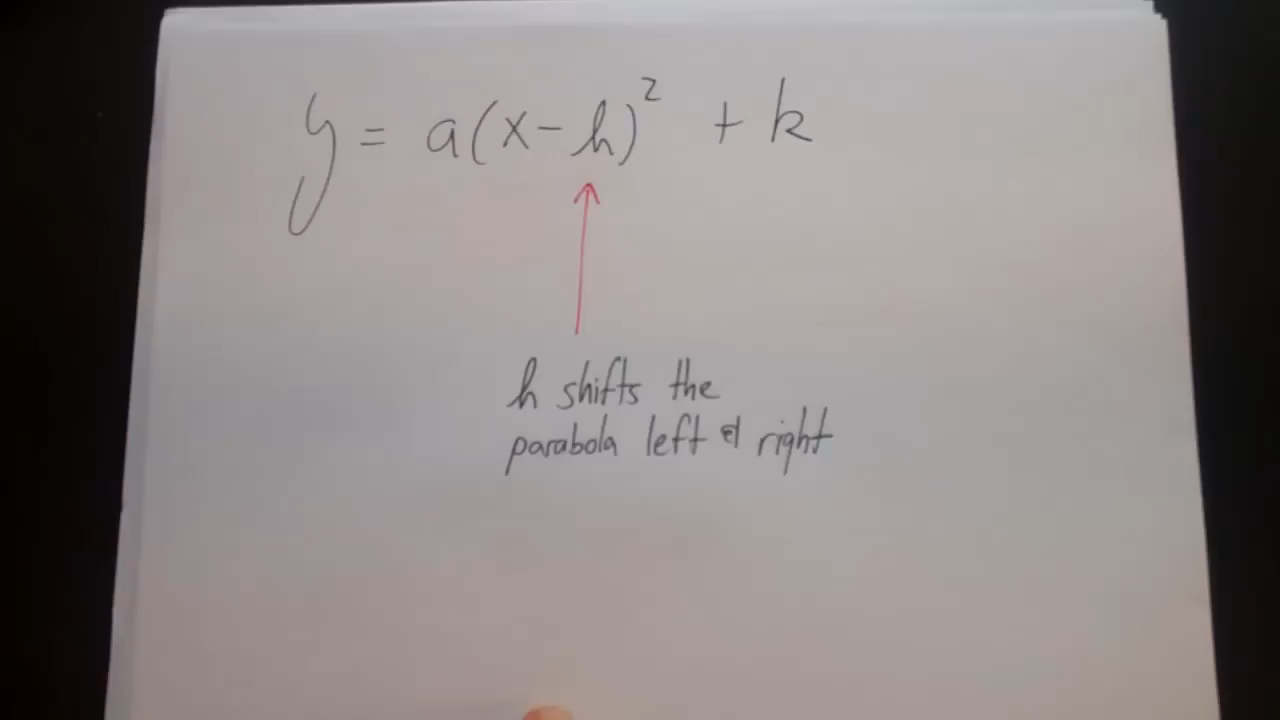 y = a(x-h)² + k
h shifts the
parabola left & right